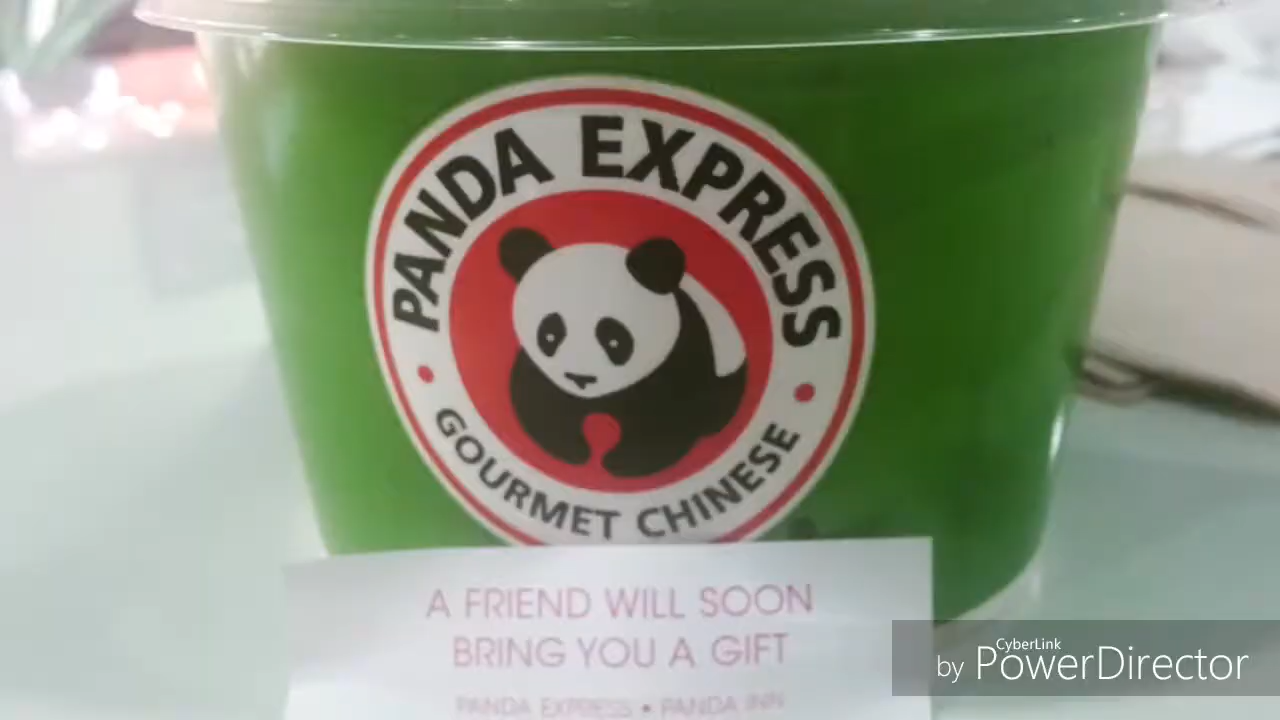 PANDA EXPRESS
GOURMET CHINESE
A FRIEND WILL SOON
BRING YOU A GIFT
PANDA EXPRESS • PANDA INN
CyberLink
by PowerDirector